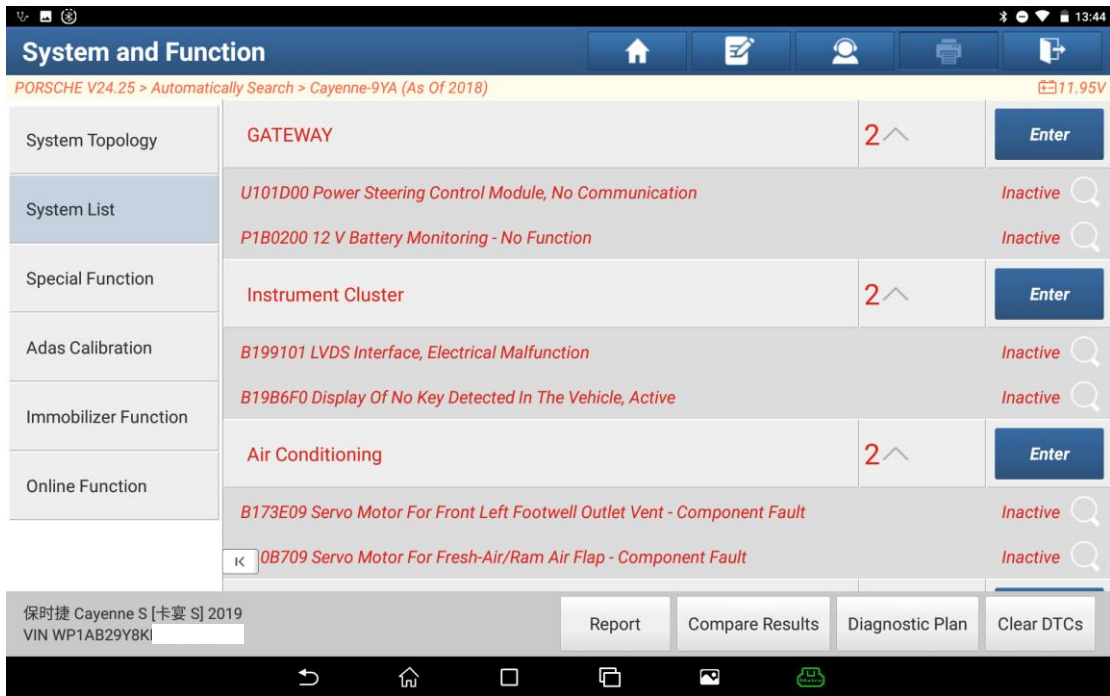 13:44
System and Function
PORSCHE V24.25 > Automatically Search > Cayenne-9YA (As Of 2018)
11.95V
System Topology
System List
Special Function
Adas Calibration
Immobilizer Function
Online Function
GATEWAY
2
Enter
U101D00 Power Steering Control Module, No Communication
Inactive
P1B0200 12 V Battery Monitoring - No Function
Inactive
Instrument Cluster
2
Enter
B199101 LVDS Interface, Electrical Malfunction
Inactive
B19B6F0 Display Of No Key Detected In The Vehicle, Active
Inactive
Air Conditioning
2
Enter
B173E09 Servo Motor For Front Left Footwell Outlet Vent - Component Fault
Inactive
0B709 Servo Motor For Fresh-Air/Ram Air Flap - Component Fault
Inactive
保时捷 Cayenne S [卡宴 S] 2019
VIN WP1AB29Y8K
Report
Compare Results
Diagnostic Plan
Clear DTCs